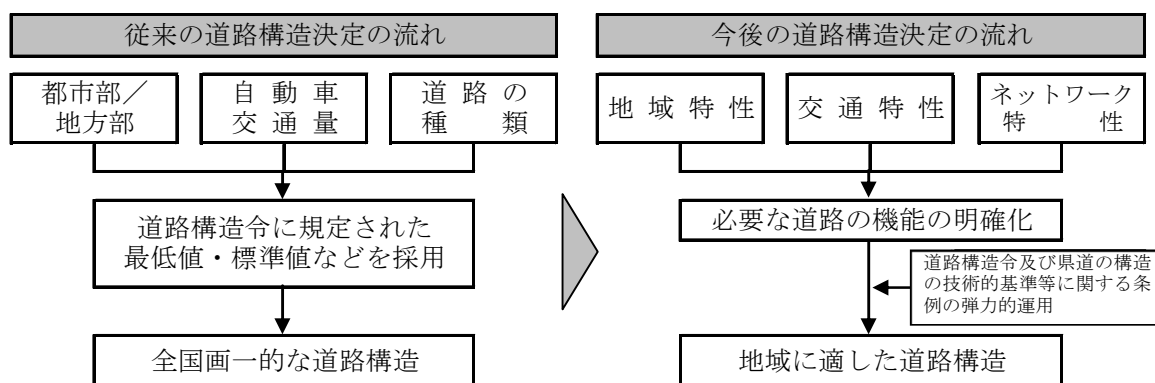 従来の道路構造決定の流れ
都市部／
地方部
自動車
交通量
道路の
種類
道路構造令に規定された
最低値・標準値などを採用
全国画一的な道路構造
今後の道路構造決定の流れ
地域特性
交通特性
ネットワーク
特性
必要な道路の機能の明確化
道路構造令及び県道の構造
の技術的基準等に関する条
例の弾力的運用
地域に適した道路構造